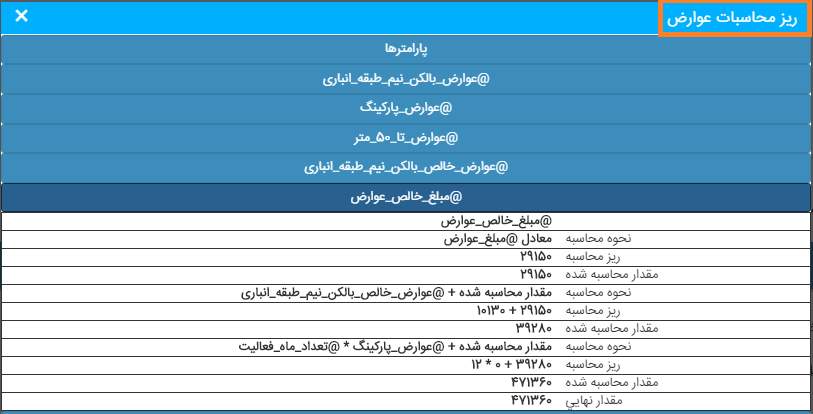 ریز محاسبات عوارض
×
پارامترها
@عوارض_بالکن_نیم_طبقه_انباری
@عوارض_پارکینگ
@عوارض_تا_۵۰_متر
@عوارض_خالص_بالکن_نیم_طبقه_انباری
@مبلغ_خالص_عوارض
@مبلغ_خالص_عوارض
نحوه محاسبه معادل @مبلغ_عوارض
ریز محاسبه ۲۹۱۵۰
مقدار محاسبه شده ۲۹۱۵۰
نحوه محاسبه مقدار محاسبه شده + @عوارض_خالص_بالکن_نیم_طبقه_انباری
ریز محاسبه ۲۹۱۵۰ + ۱۰۱۳۰
مقدار محاسبه شده ۳۹۲۸۰
نحوه محاسبه مقدار محاسبه شده + @عوارض_پارکینگ * @تعداد_ماه_فعالیت
ریز محاسبه ۳۹۲۸۰ + ۰ * ۱۲
مقدار محاسبه شده ۴۷۱۳۶۰
مقدار نهايي ۴۷۱۳۶۰